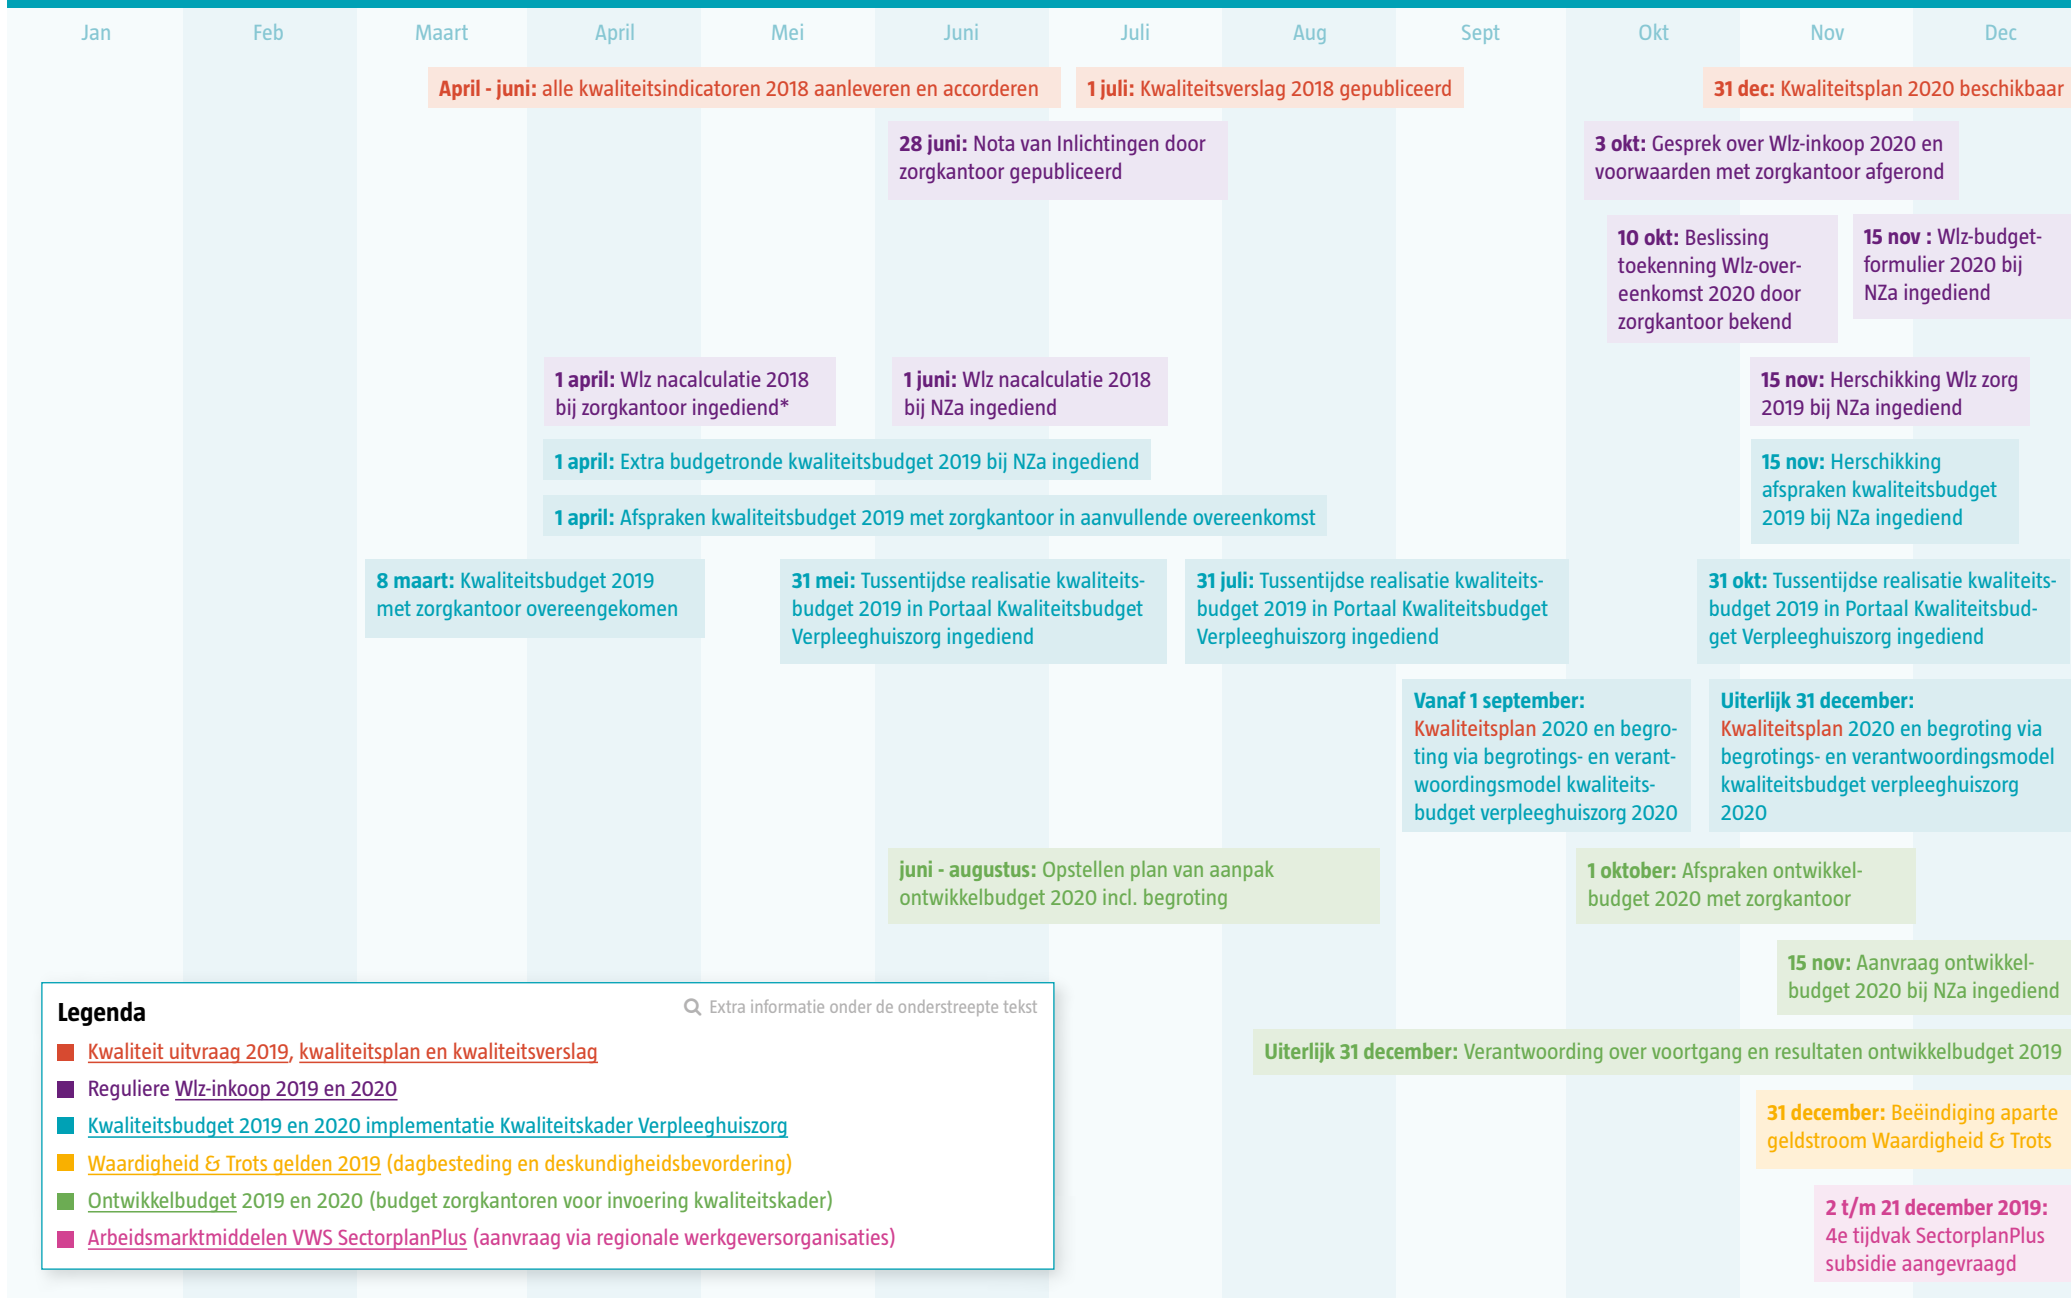 Jan Feb Maart April Mei Juni Juli Aug Sept Okt Nov Dec
April - juni: alle kwaliteitsindicatoren 2018 aanleveren en accorderen
1 juli: Kwaliteitsverslag 2018 gepubliceerd
31 dec: Kwaliteitsplan 2020 beschikbaar
28 juni: Nota van Inlichtingen door
zorgkantoor gepubliceerd
3 okt: Gesprek over Wlz-inkoop 2020 en
voorwaarden met zorgkantoor afgerond
10 okt: Beslissing
toekenning Wlz-over-
eenkomst 2020 door
zorgkantoor bekend
15 nov : Wlz-budget-
formulier 2020 bij
NZa ingediend
1 april: Wlz nacalculatie 2018
bij zorgkantoor ingediend*
1 juni: Wlz nacalculatie 2018
bij NZa ingediend
15 nov: Herschikking Wlz zorg
2019 bij NZa ingediend
1 april: Extra budgetronde kwaliteitsbudget 2019 bij NZa ingediend
15 nov: Herschikking
afspraken kwaliteitsbudget
2019 bij NZa ingediend
1 april: Afspraken kwaliteitsbudget 2019 met zorgkantoor in aanvullende overeenkomst
8 maart: Kwaliteitsbudget 2019
met zorgkantoor overeengekomen
31 mei: Tussentijdse realisatie kwaliteits-
budget 2019 in Portaal Kwaliteitsbudget
Verpleeghuiszorg ingediend
31 juli: Tussentijdse realisatie kwaliteits-
budget 2019 in Portaal Kwaliteitsbudget
Verpleeghuiszorg ingediend
31 okt: Tussentijdse realisatie kwaliteits-
budget 2019 in Portaal Kwaliteitsbud-
get Verpleeghuiszorg ingediend
Vanaf 1 september:
Kwaliteitsplan 2020 en begro-
ting via begrotings- en verant-
woordingsmodel kwaliteits-
budget verpleeghuiszorg 2020
Uiterlijk 31 december:
Kwaliteitsplan 2020 en begroting via
begrotings- en verantwoordingsmodel
kwaliteitsbudget verpleeghuiszorg
2020
juni - augustus: Opstellen plan van aanpak
ontwikkelbudget 2020 incl. begroting
1 oktober: Afspraken ontwikkel-
budget 2020 met zorgkantoor
15 nov: Aanvraag ontwikkel-
budget 2020 bij NZa ingediend
Uiterlijk 31 december: Verantwoording over voortgang en resultaten ontwikkelbudget 2019
31 december: Beëindiging aparte
geldstroom Waardigheid & Trots
2 t/m 21 december 2019:
4e tijdvak SectorplanPlus
subsidie aangevraagd
Legenda
Extra informatie onder de onderstreepte tekst
Kwaliteit uitvraag 2019, kwaliteitsplan en kwaliteitsverslag
Reguliere Wlz-inkoop 2019 en 2020
Kwaliteitsbudget 2019 en 2020 implementatie Kwaliteitskader Verpleeghuiszorg
Waardigheid & Trots gelden 2019 (dagbesteding en deskundigheidsbevordering)
Ontwikkelbudget 2019 en 2020 (budget zorgkantoren voor invoering kwaliteitskader)
Arbeidsmarktmiddelen VWS SectorplanPlus (aanvraag via regionale werkgeversorganisaties)